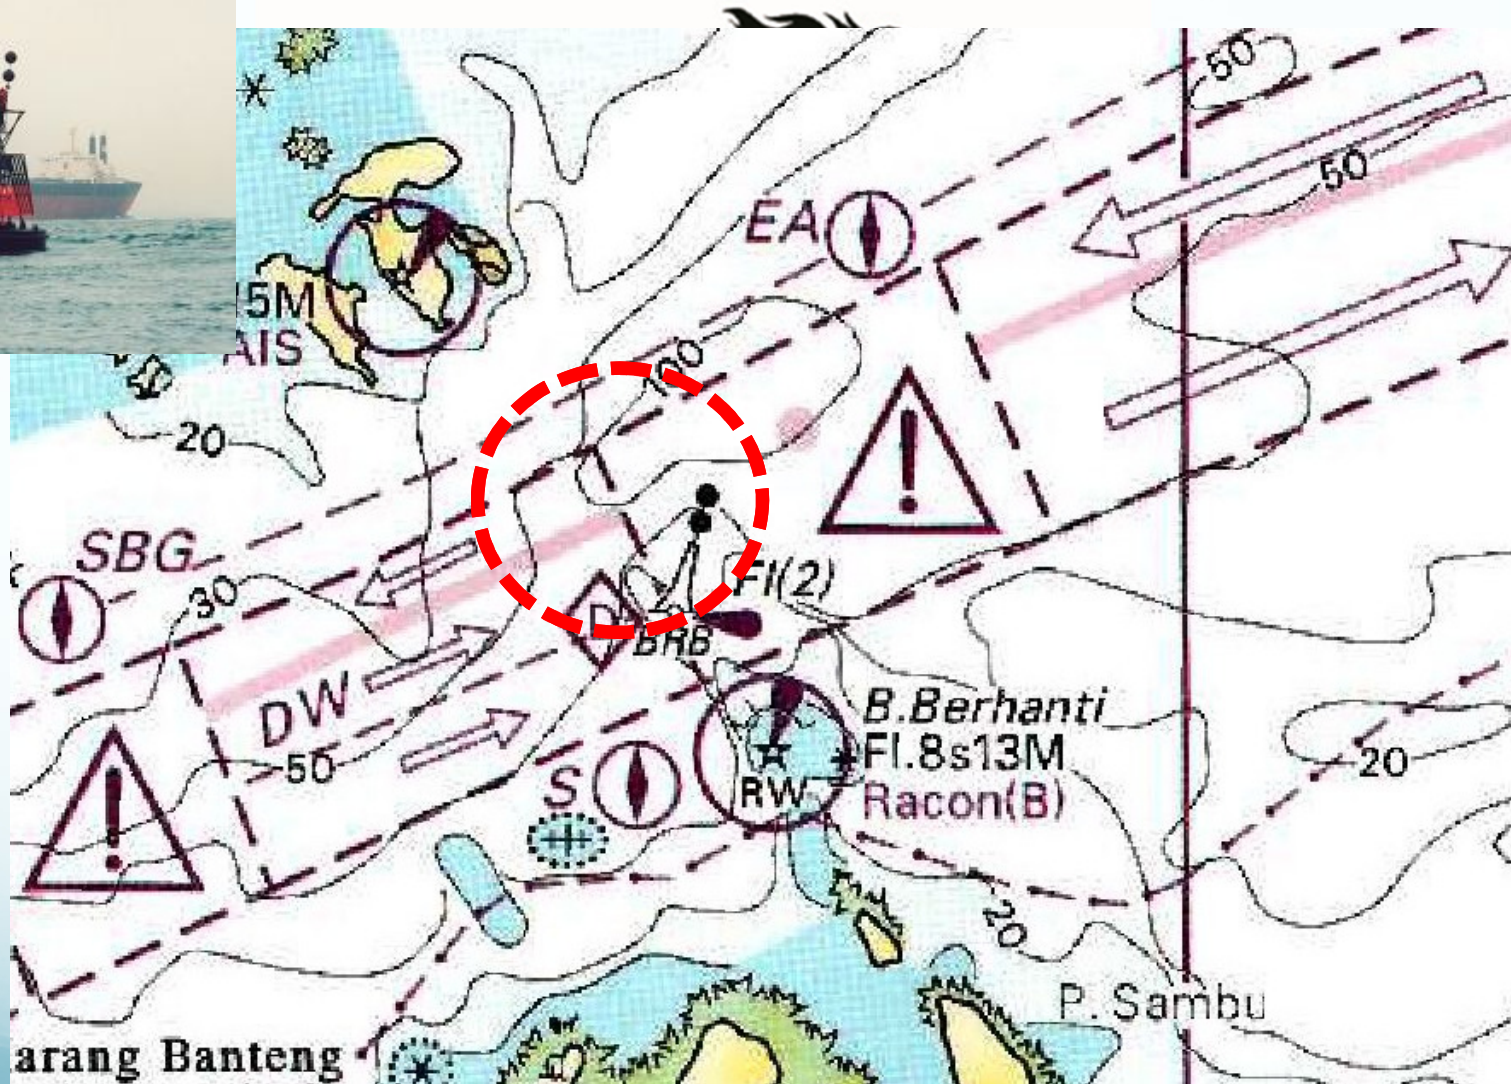 50
50
EA
15M
AIS
100
20
SBG
30
Fl(2)
D
BRB
DW
B.Berhanti
Fl.8s13M
Racon(B)
RW
50
S
20
20
P. Sambu
arang Banteng